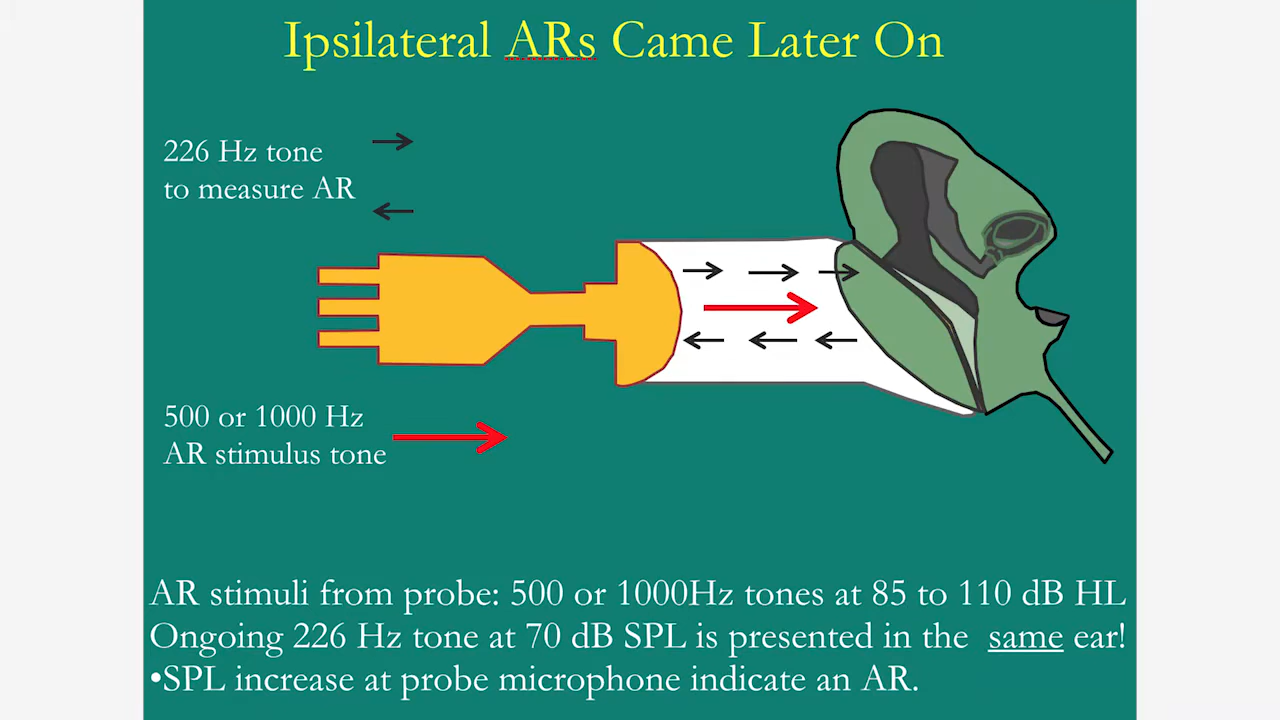 Ipsilateral ARs Came Later On
226 Hz tone
to measure AR
500 or 1000 Hz
AR stimulus tone
AR stimuli from probe: 500 or 1000Hz tones at 85 to 110 dB HL
Ongoing 226 Hz tone at 70 dB SPL is presented in the same ear!
•SPL increase at probe microphone indicate an AR.